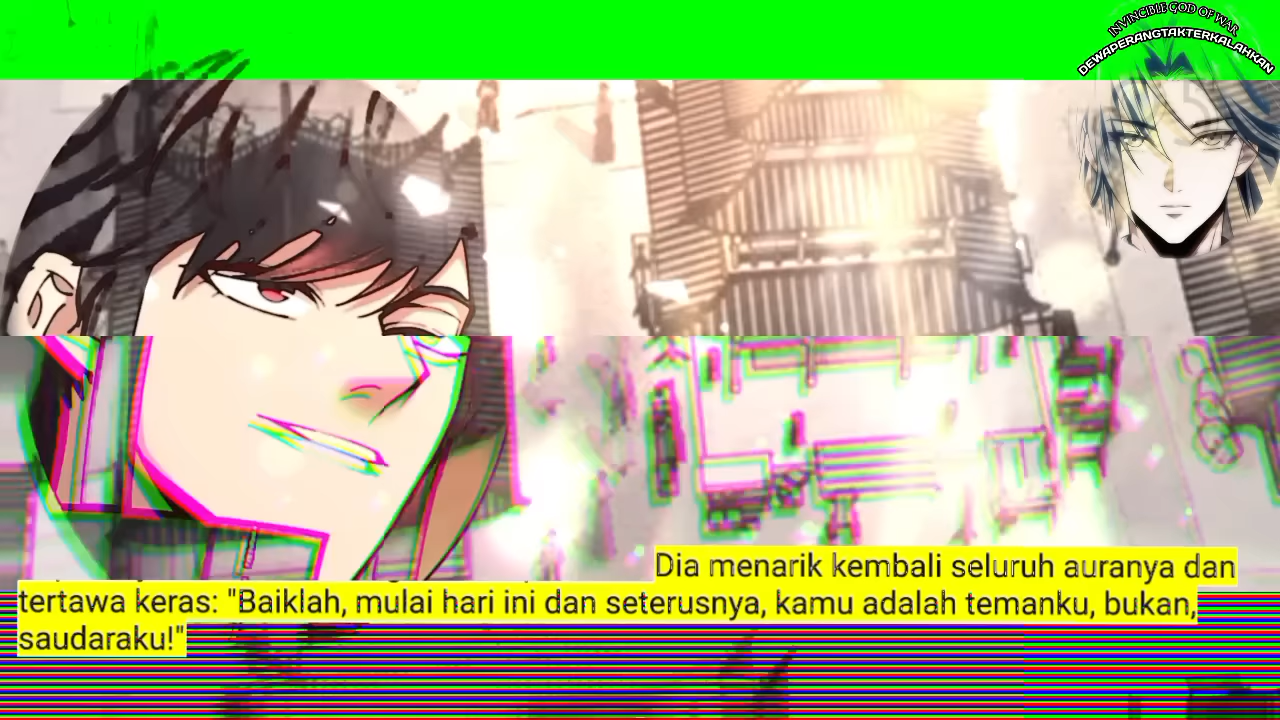 INVINCIBLE GOD OF WAR
DEWAPERANGTAKTERKALAHKAN
Dia menarik kembali seluruh auranya dan
tertawa keras: "Baiklah, mulai hari ini dan seterusnya, kamu adalah temanku, bukan,
saudaraku!"